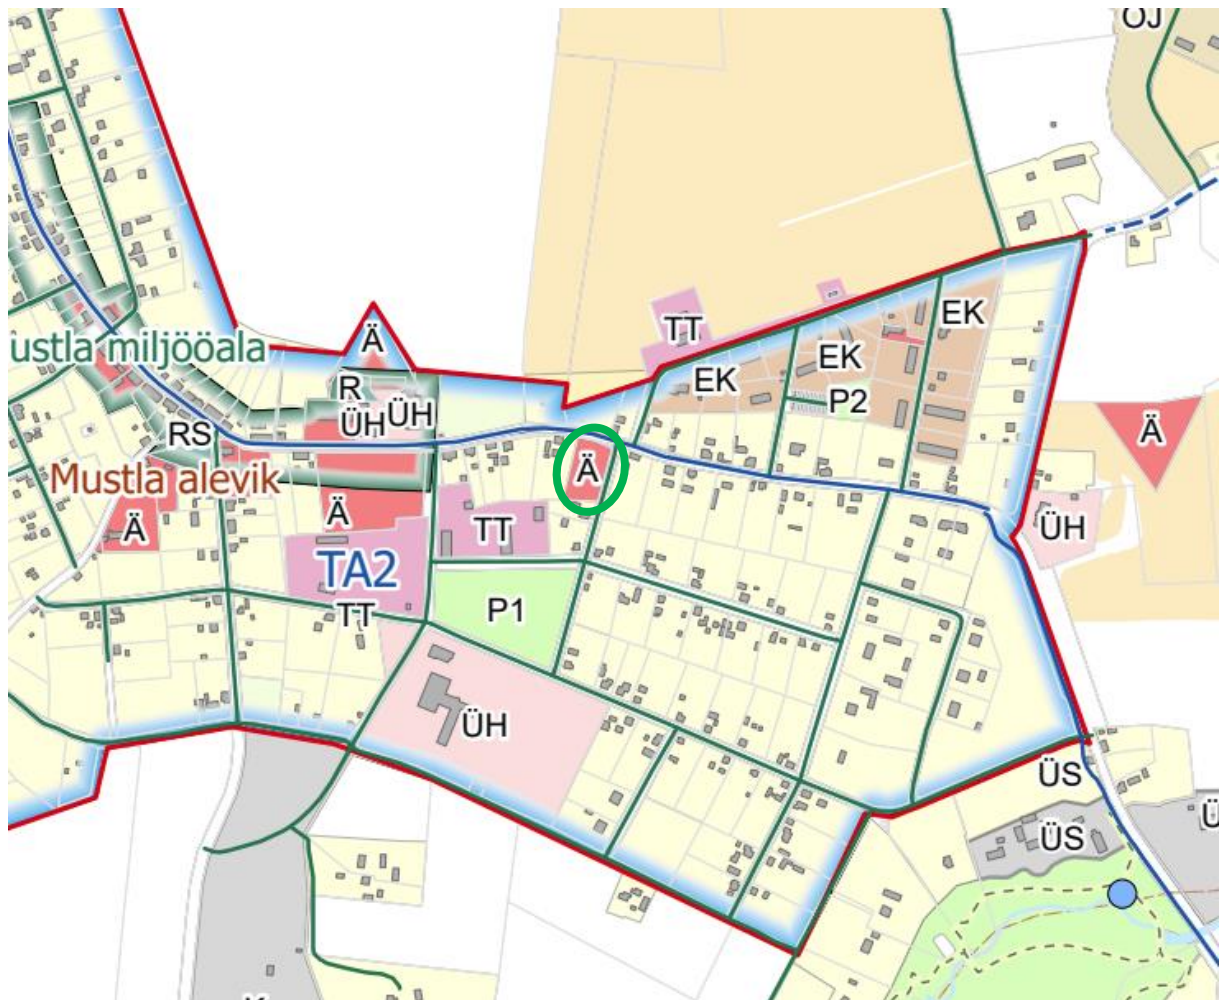 OJ
TT
EK
EK
EK
Ä
ustla miljööala
R
P2
ÜH
ÜH
RS
Ä
Mustla alevik
Ä
Ä
Ä
TT
ÜH
TA2
TT
P1
ÜH
ÜS
ÜS